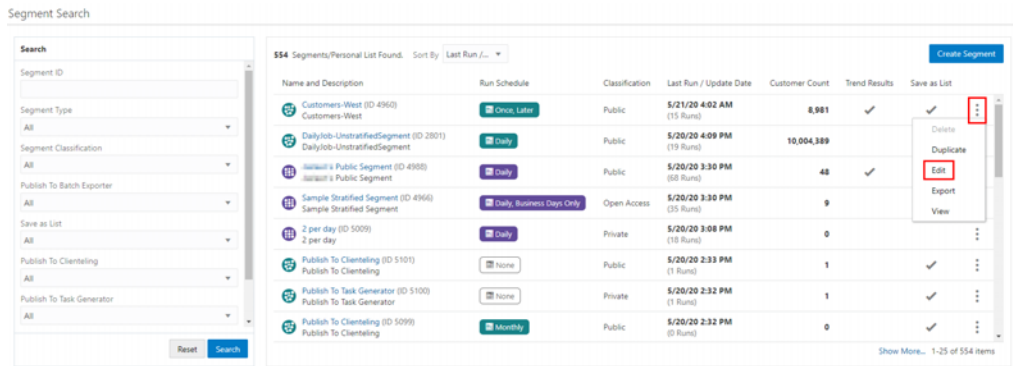 Segment Search
Search
Segment ID
Segment Type
All
Segment Classification
All
Publish To Batch Exporter
All
Save as List
All
Publish To Clienteling
All
Publish To Task Generator
All
Reset Search
554 Segments/Personal List Found. Sort By Last Run /...
Create Segment
Name and Description Run Schedule Classification Last Run / Update Date Customer Count Trend Results Save as List
Customers-West (ID 4960) Once, Later Public 5/21/20 4:02 AM 8,981
Customers-West (15 Runs)
Delete
Duplicate
Edit
Export
View
DailyJob-UnstratifiedSegment (ID 2801) Daily Public 5/20/20 4:09 PM 10,004,389
DailyJob-UnstratifiedSegment (19 Runs)
Public Segment (ID 4988) Daily Public 5/20/20 3:30 PM 48
Public Segment (68 Runs)
Sample Stratified Segment (ID 4966) Daily, Business Days Only Open Access 5/20/20 3:30 PM 9
Sample Stratified Segment (35 Runs)
2 per day (ID 5009) Daily Private 5/20/20 3:08 PM 0
2 per day (18 Runs)
Publish To Clienteling (ID 5101) None Public 5/20/20 2:33 PM 1
Publish To Clienteling (1 Runs)
Publish To Task Generator (ID 5100) None Private 5/20/20 2:32 PM 1
Publish To Task Generator (1 Runs)
Publish To Clienteling (ID 5099) Monthly Public 5/20/20 2:32 PM 0
Publish To Clienteling (0 Runs)
Show More... 1-25 of 554 items